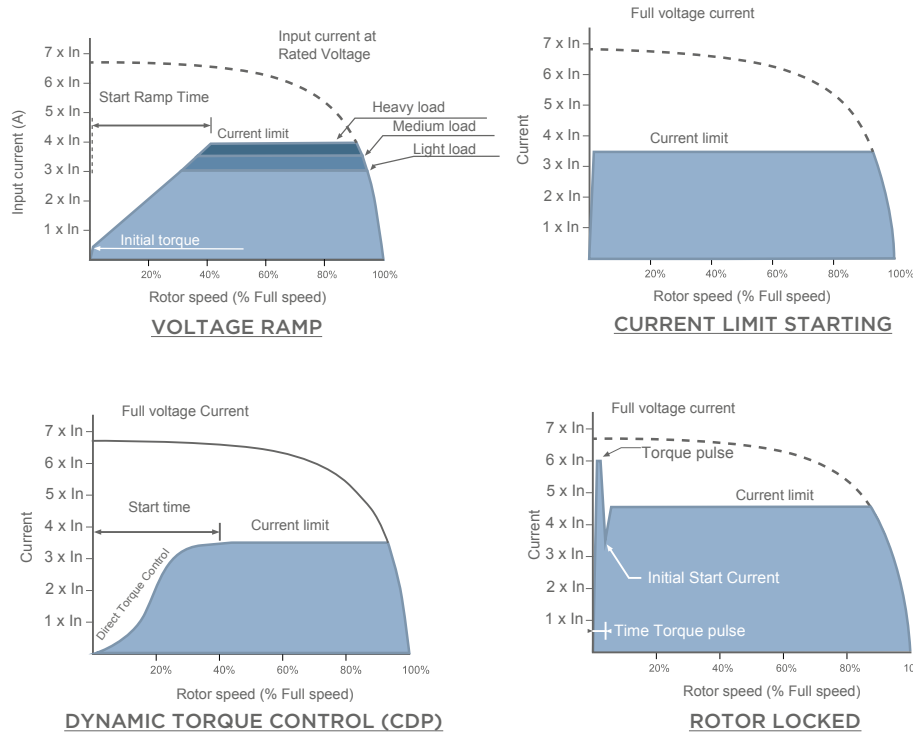 Input current at
Rated Voltage
7 x In
6 x In
5 x In
4 x In
3 x In
2 x In
1 x In
Input current (A)
Start Ramp Time
Current limit
Heavy load
Medium load
Light load
Initial torque
20%
40%
60%
80%
100%
Rotor speed (% Full speed)
VOLTAGE RAMP
Full voltage current
7 x In
6 x In
5 x In
4 x In
3 x In
2 x In
1 x In
Current
Current limit
20%
40%
60%
80%
100%
Rotor speed (% Full speed)
CURRENT LIMIT STARTING
Full voltage Current
7 x In
6 x In
5 x In
4 x In
3 x In
2 x In
1 x In
Current
Start time
Current limit
Direct Torque Control
20%
40%
60%
80%
100%
Rotor speed (% Full speed)
DYNAMIC TORQUE CONTROL (CDP)
Full voltage current
7 x In
6 x In
5 x In
4 x In
3 x In
2 x In
1 x In
Current
Torque pulse
Current limit
Initial Start Current
Time Torque pulse
20%
40%
60%
80%
100
Rotor speed (% Full speed)
ROTOR LOCKED